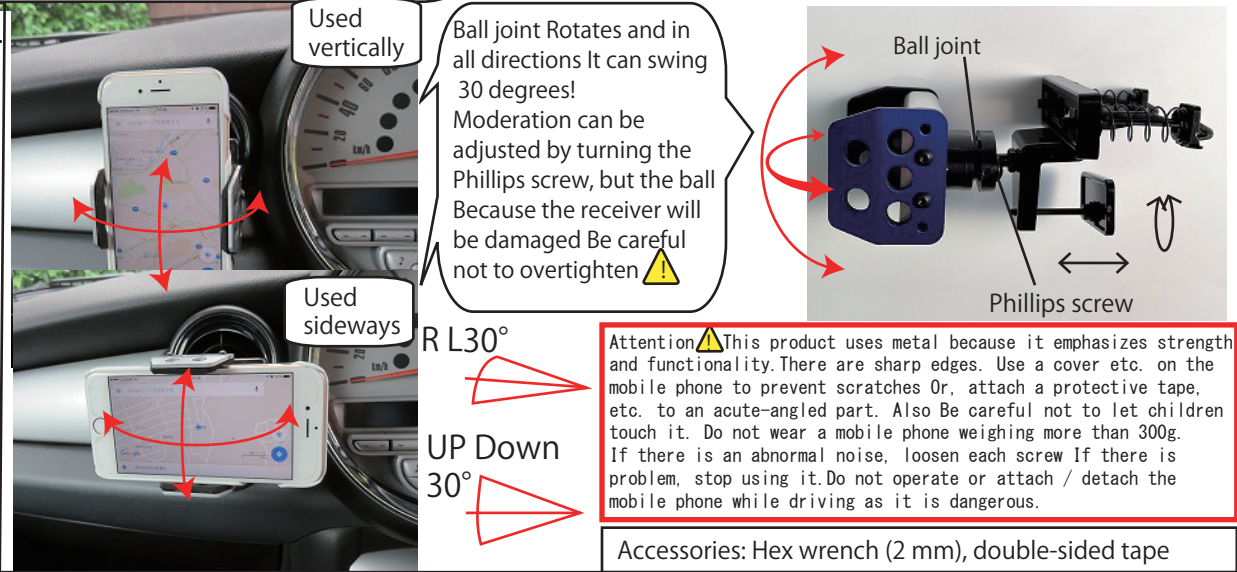 Used
vertically
Ball joint Rotates and in
all directions It can swing
30 degrees!
Moderation can be
adjusted by turning the
Phillips screw, but the ball
Because the receiver will
be damaged Be careful
not to overtighten
Used
sideways
Ball joint
Phillips screw
R L30°
UP Down
30°
Attention This product uses metal because it emphasizes strength
and functionality.There are sharp edges. Use a cover etc. on the
mobile phone to prevent scratches Or, attach a protective tape,
etc. to an acute-angled part. Also Be careful not to let children
touch it. Do not wear a mobile phone weighing more than 300g.
If there is an abnormal noise, loosen each screw If there is
problem, stop using it.Do not operate or attach / detach the
mobile phone while driving as it is dangerous.
Accessories: Hex wrench (2 mm), double-sided tape
20
40
60
km/h
20
km/h
Google